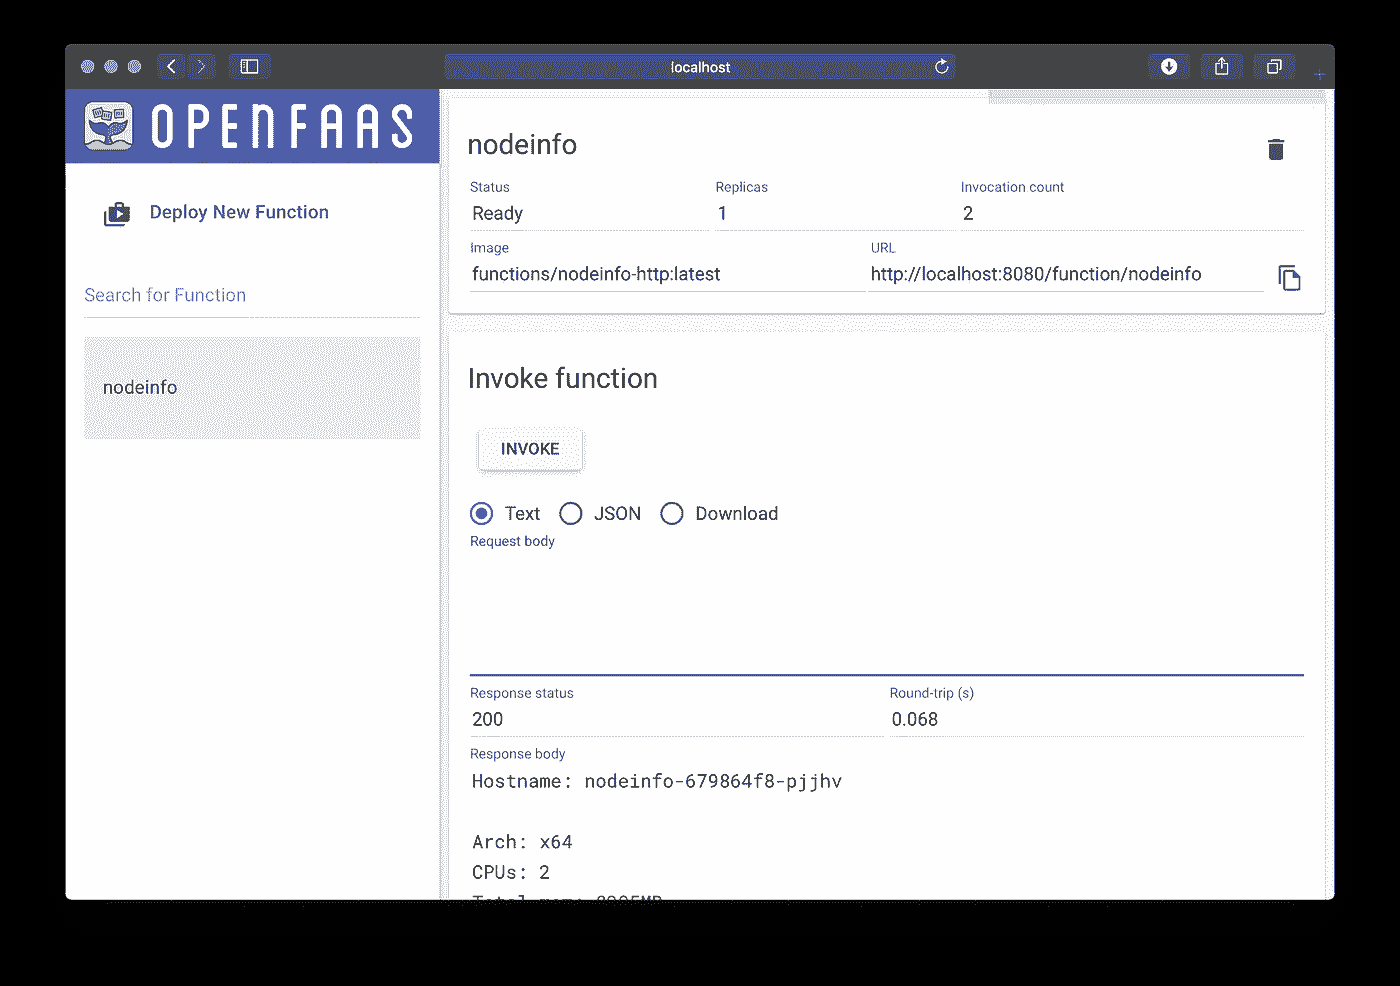 localhost
OPENFAAS
Deploy New Function
Search for Function
nodeinfo
nodeinfo
Status Replicas Invocation count
Ready 1 2
Image URL
functions/nodeinfo-http:latest http://localhost:8080/function/nodeinfo
Invoke function
INVOKE
Text JSON Download
Request body
Response status Round-trip (s)
200 0.068
Response body
Hostname: nodeinfo-679864f8-pjjhv
Arch: x64
CPUs: 2